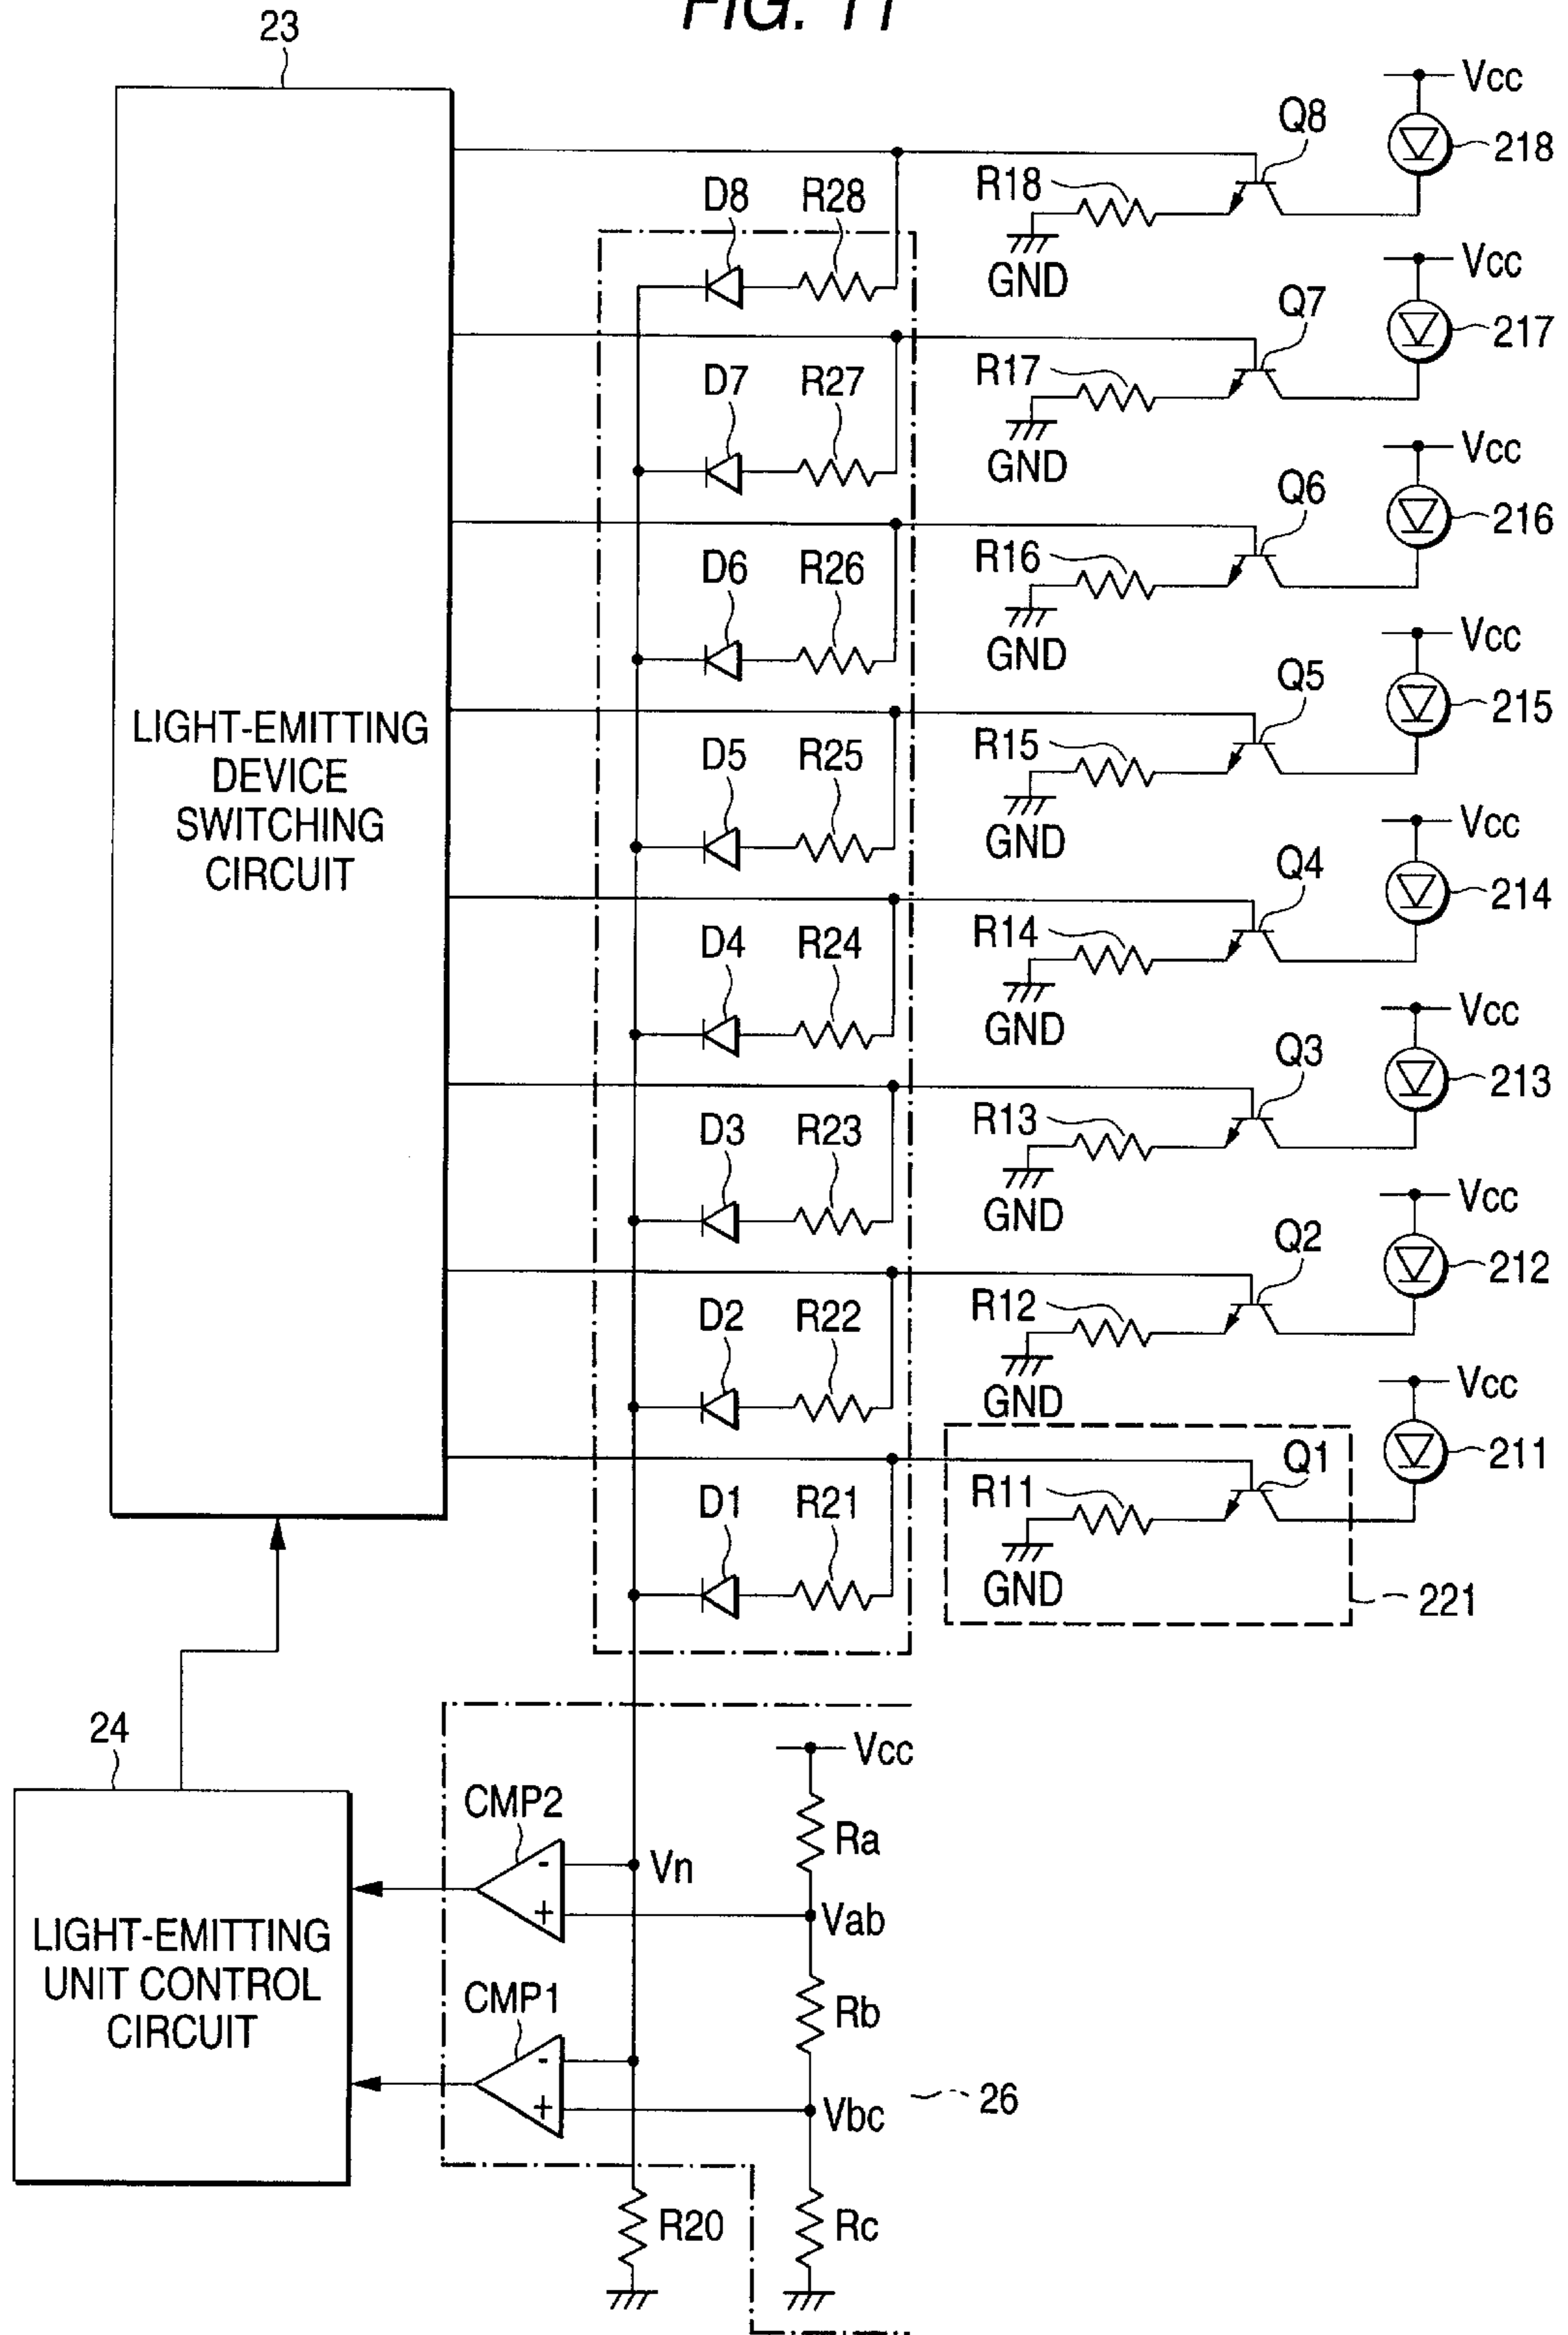 FIG. 11
23
Vcc
Q8
218
R18
D8
R28
GND
Vcc
Q7
217
R17
D7
R27
GND
Vcc
Q6
216
R16
D6
R26
GND
Vcc
Q5
215
R15
D5
R25
GND
LIGHT-EMITTING
DEVICE
SWITCHING
CIRCUIT
Vcc
Q4
214
R14
D4
R24
GND
Vcc
Q3
213
R13
D3
R23
GND
Vcc
Q2
212
R12
D2
R22
GND
Vcc
Q1
211
R11
D1
R21
GND
221
24
Vcc
CMP2
Ra
-
Vn
+
Vab
LIGHT-EMITTING
UNIT CONTROL
CIRCUIT
CMP1
Rb
-
+
Vbc
26
R20
Rc